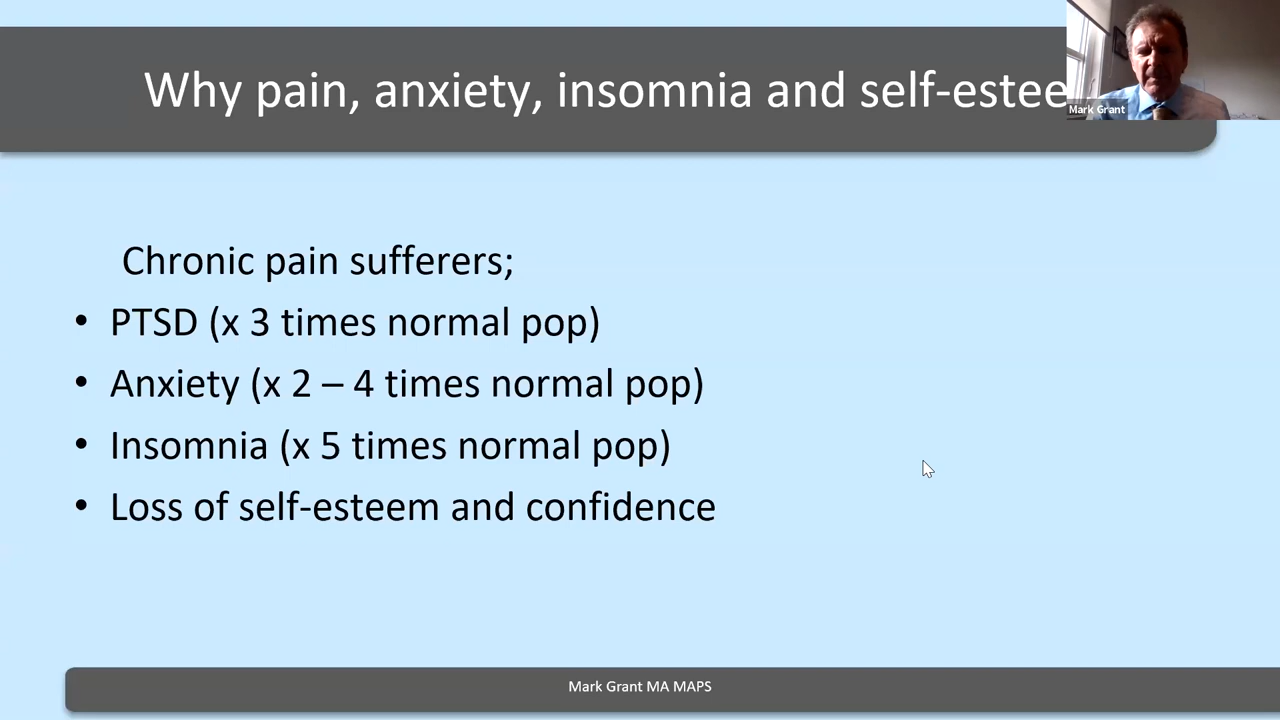 Why pain, anxiety, insomnia and self-estee
Mark Grant
Chronic pain sufferers;
• PTSD (x 3 times normal pop)
• Anxiety (x 2 – 4 times normal pop)
• Insomnia (x 5 times normal pop)
• Loss of self-esteem and confidence
Mark Grant MA MAPS